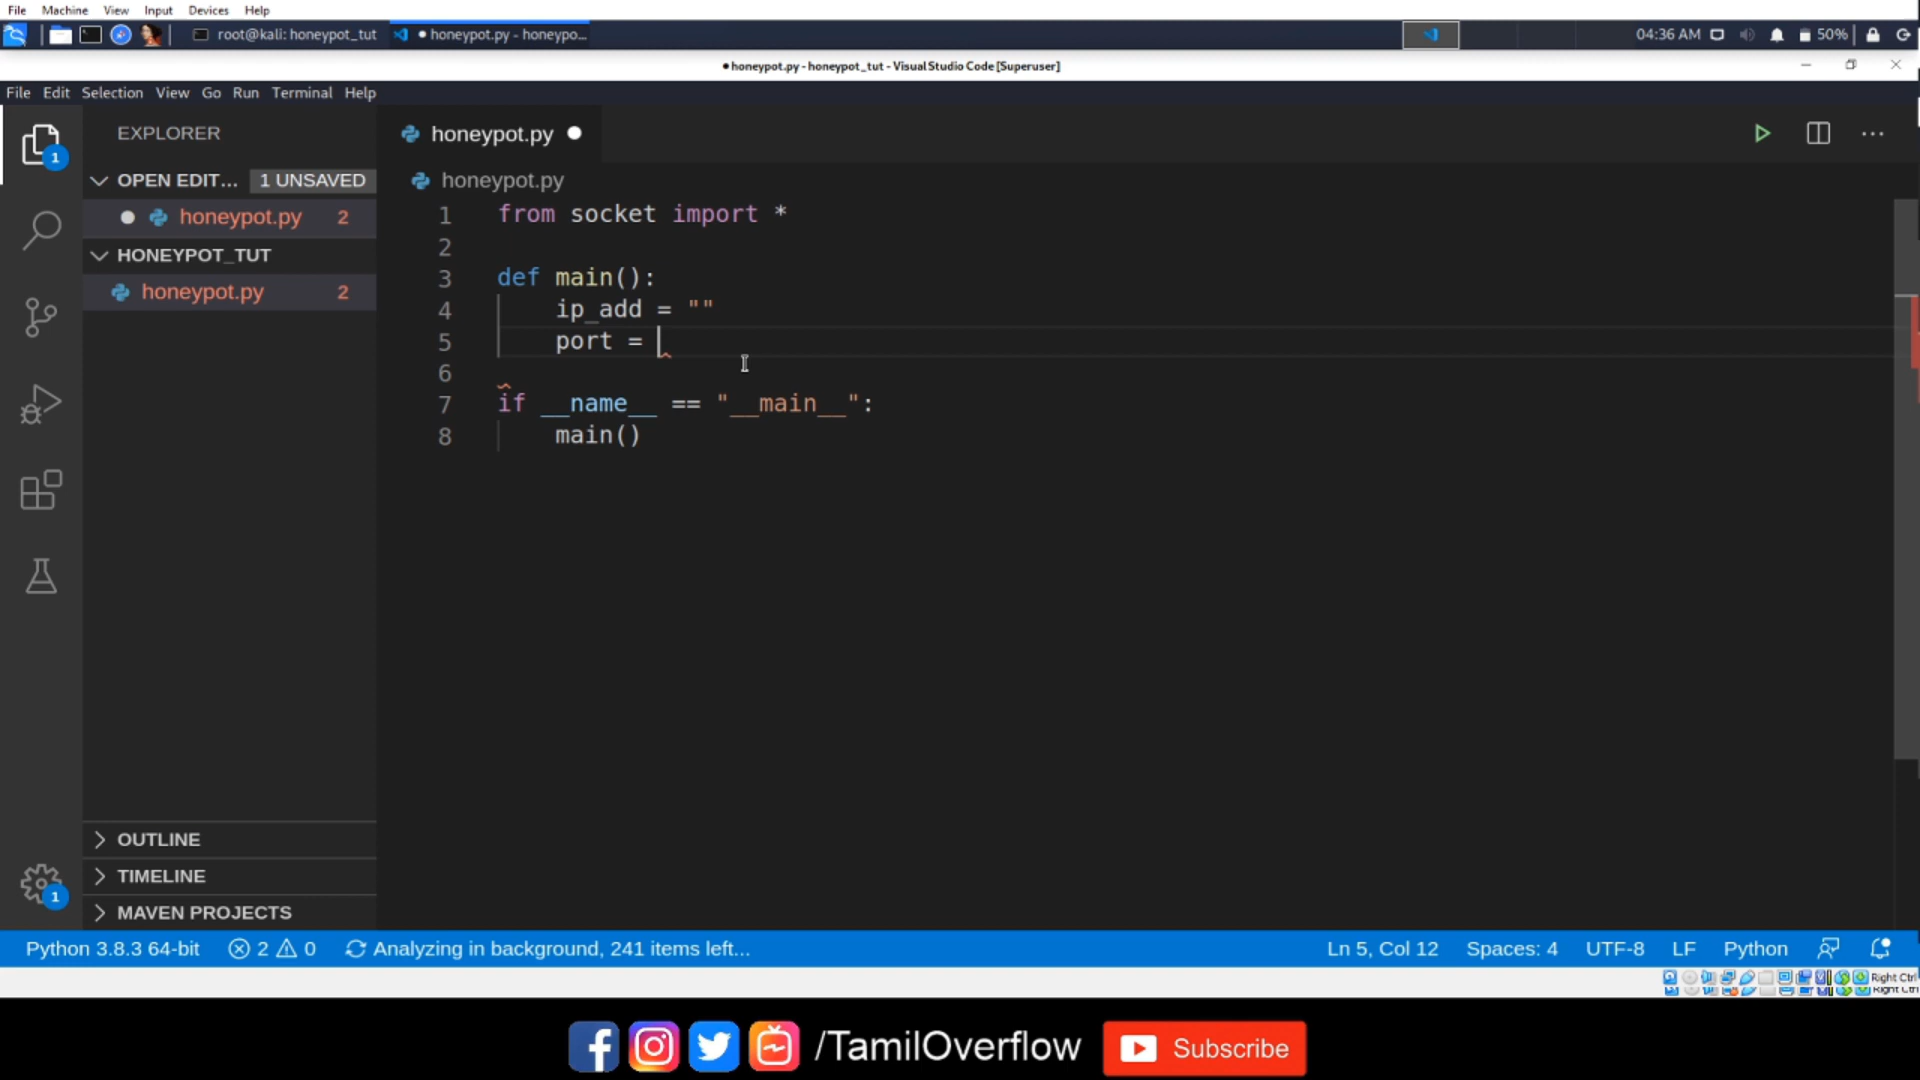 File Machine View Input Devices Help
root@kali: honeypot_tut honeypot.py - honeypo... 04:36 AM 50%
honeypot.py - honeypot_tut - Visual Studio Code [Superuser]
File Edit Selection View Go Run Terminal Help
EXPLORER honeypot.py
1
OPEN EDIT... 1 UNSAVED honeypot.py
honeypot.py 2
HONEYPOT_TUT
honeypot.py 2
1 from socket import *
2
3 def main():
4 ip_add = ""
5 port =
6
7 if __name__ == "__main__":
8 main()
OUTLINE
TIMELINE
1
MAVEN PROJECTS
Python 3.8.3 64-bit 2 0 Analyzing in background, 241 items left... Ln 5, Col 12 Spaces: 4 UTF-8 LF Python
Right Ctrl
Right Ctrl
/TamilOverflow Subscribe